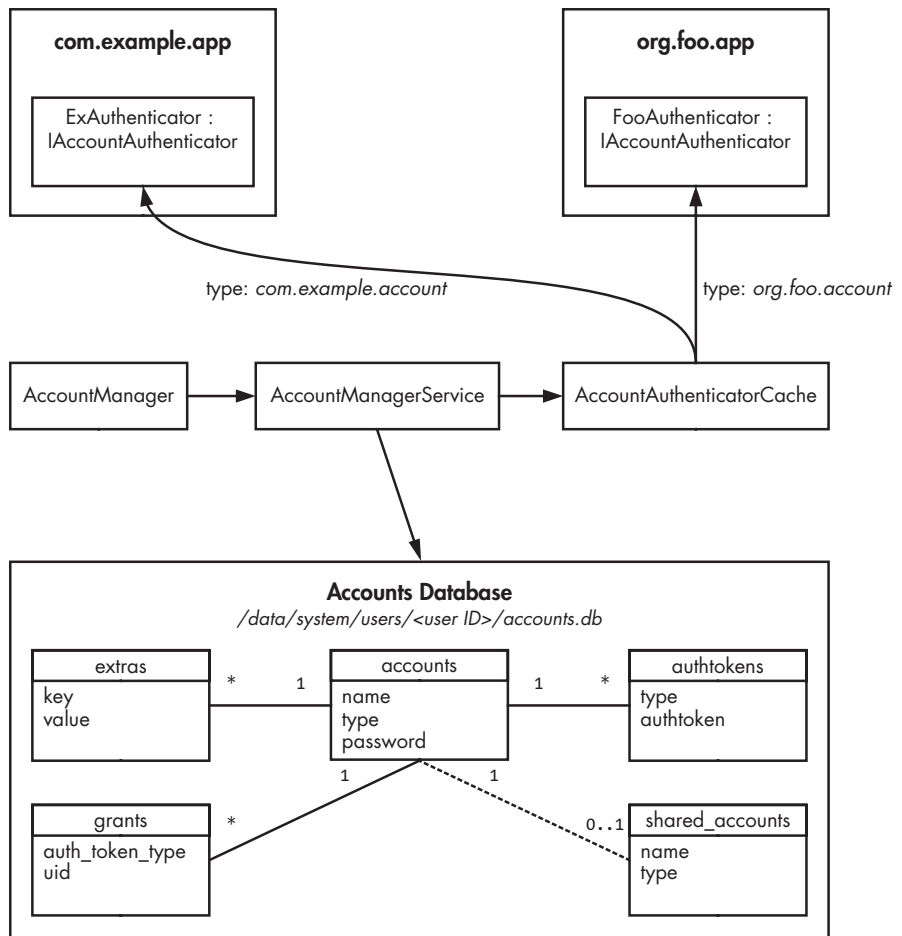 com.example.app
org.foo.app
ExAuthenticator :
IAccountAuthenticator
FooAuthenticator :
IAccountAuthenticator
type: com.example.account
type: org.foo.account
AccountManager
AccountManagerService
AccountAuthenticatorCache
Accounts Database
/data/system/users/<user ID>/accounts.db
extras
key
value
* 1
accounts
name
type
password
1 *
authtokens
type
authtoken
1
1
grants
auth_token_type
uid
*
0..1
shared_accounts
name
type